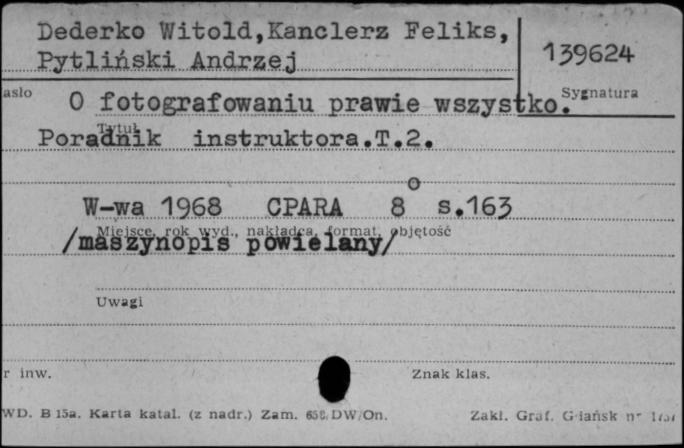 Dederko Witold,Kanclerz Feliks,
Pytliński Andrzej
139624
asło
Sygnatura
O fotografowaniu prawie wszystko.
Tytuł
Poradnik instruktora.T.2.
W-wa 1968 CPARA 8o s.163
Miejsce, rok wyd., nakładca, format, objętość
/maszynopis powielany/
Uwagi
r inw.
Znak klas.
WD. B 15a. Karta katal. (z nadr.) Zam. DW/On.
Zakł. Graf. Gdańsk nr